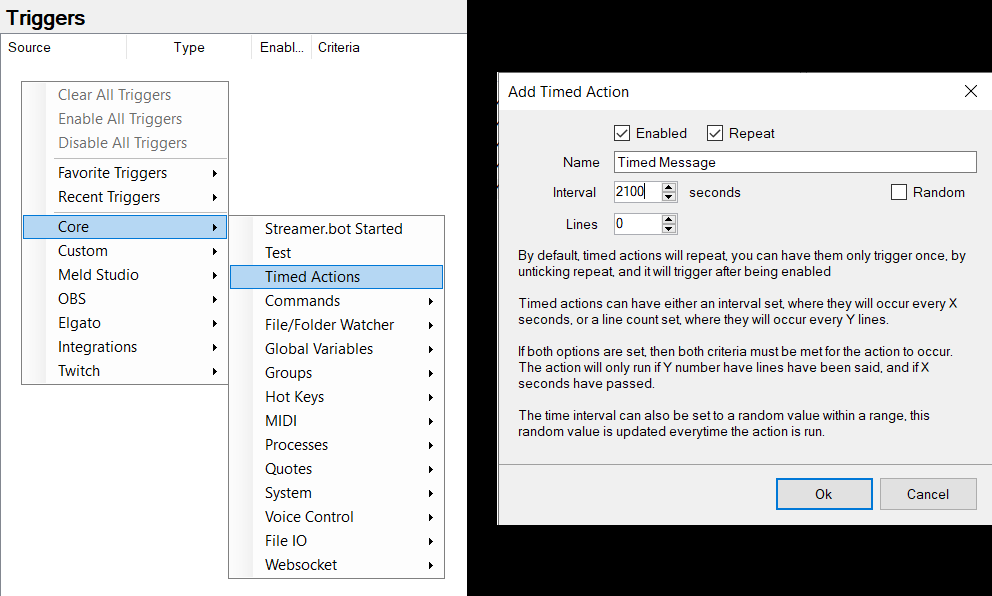 Triggers
Source Type Enabl... Criteria
Clear All Triggers
Enable All Triggers
Disable All Triggers
Favorite Triggers
Recent Triggers
Core
Custom
Meld Studio
OBS
Elgato
Integrations
Twitch
Streamer.bot Started
Test
Timed Actions
Commands
File/Folder Watcher
Global Variables
Groups
Hot Keys
MIDI
Processes
Quotes
System
Voice Control
File IO
Websocket
Add Timed Action
Enabled Repeat
Name Timed Message
Interval 2100 seconds Random
Lines 0
By default, timed actions will repeat, you can have them only trigger once, by
unticking repeat, and it will trigger after being enabled
Timed actions can have either an interval set, where they will occur every X
seconds, or a line count set, where they will occur every Y lines.
If both options are set, then both criteria must be met for the action to occur.
The action will only run if Y number have lines have been said, and if X
seconds have passed.
The time interval can also be set to a random value within a range, this
random value is updated everytime the action is run.
Ok Cancel